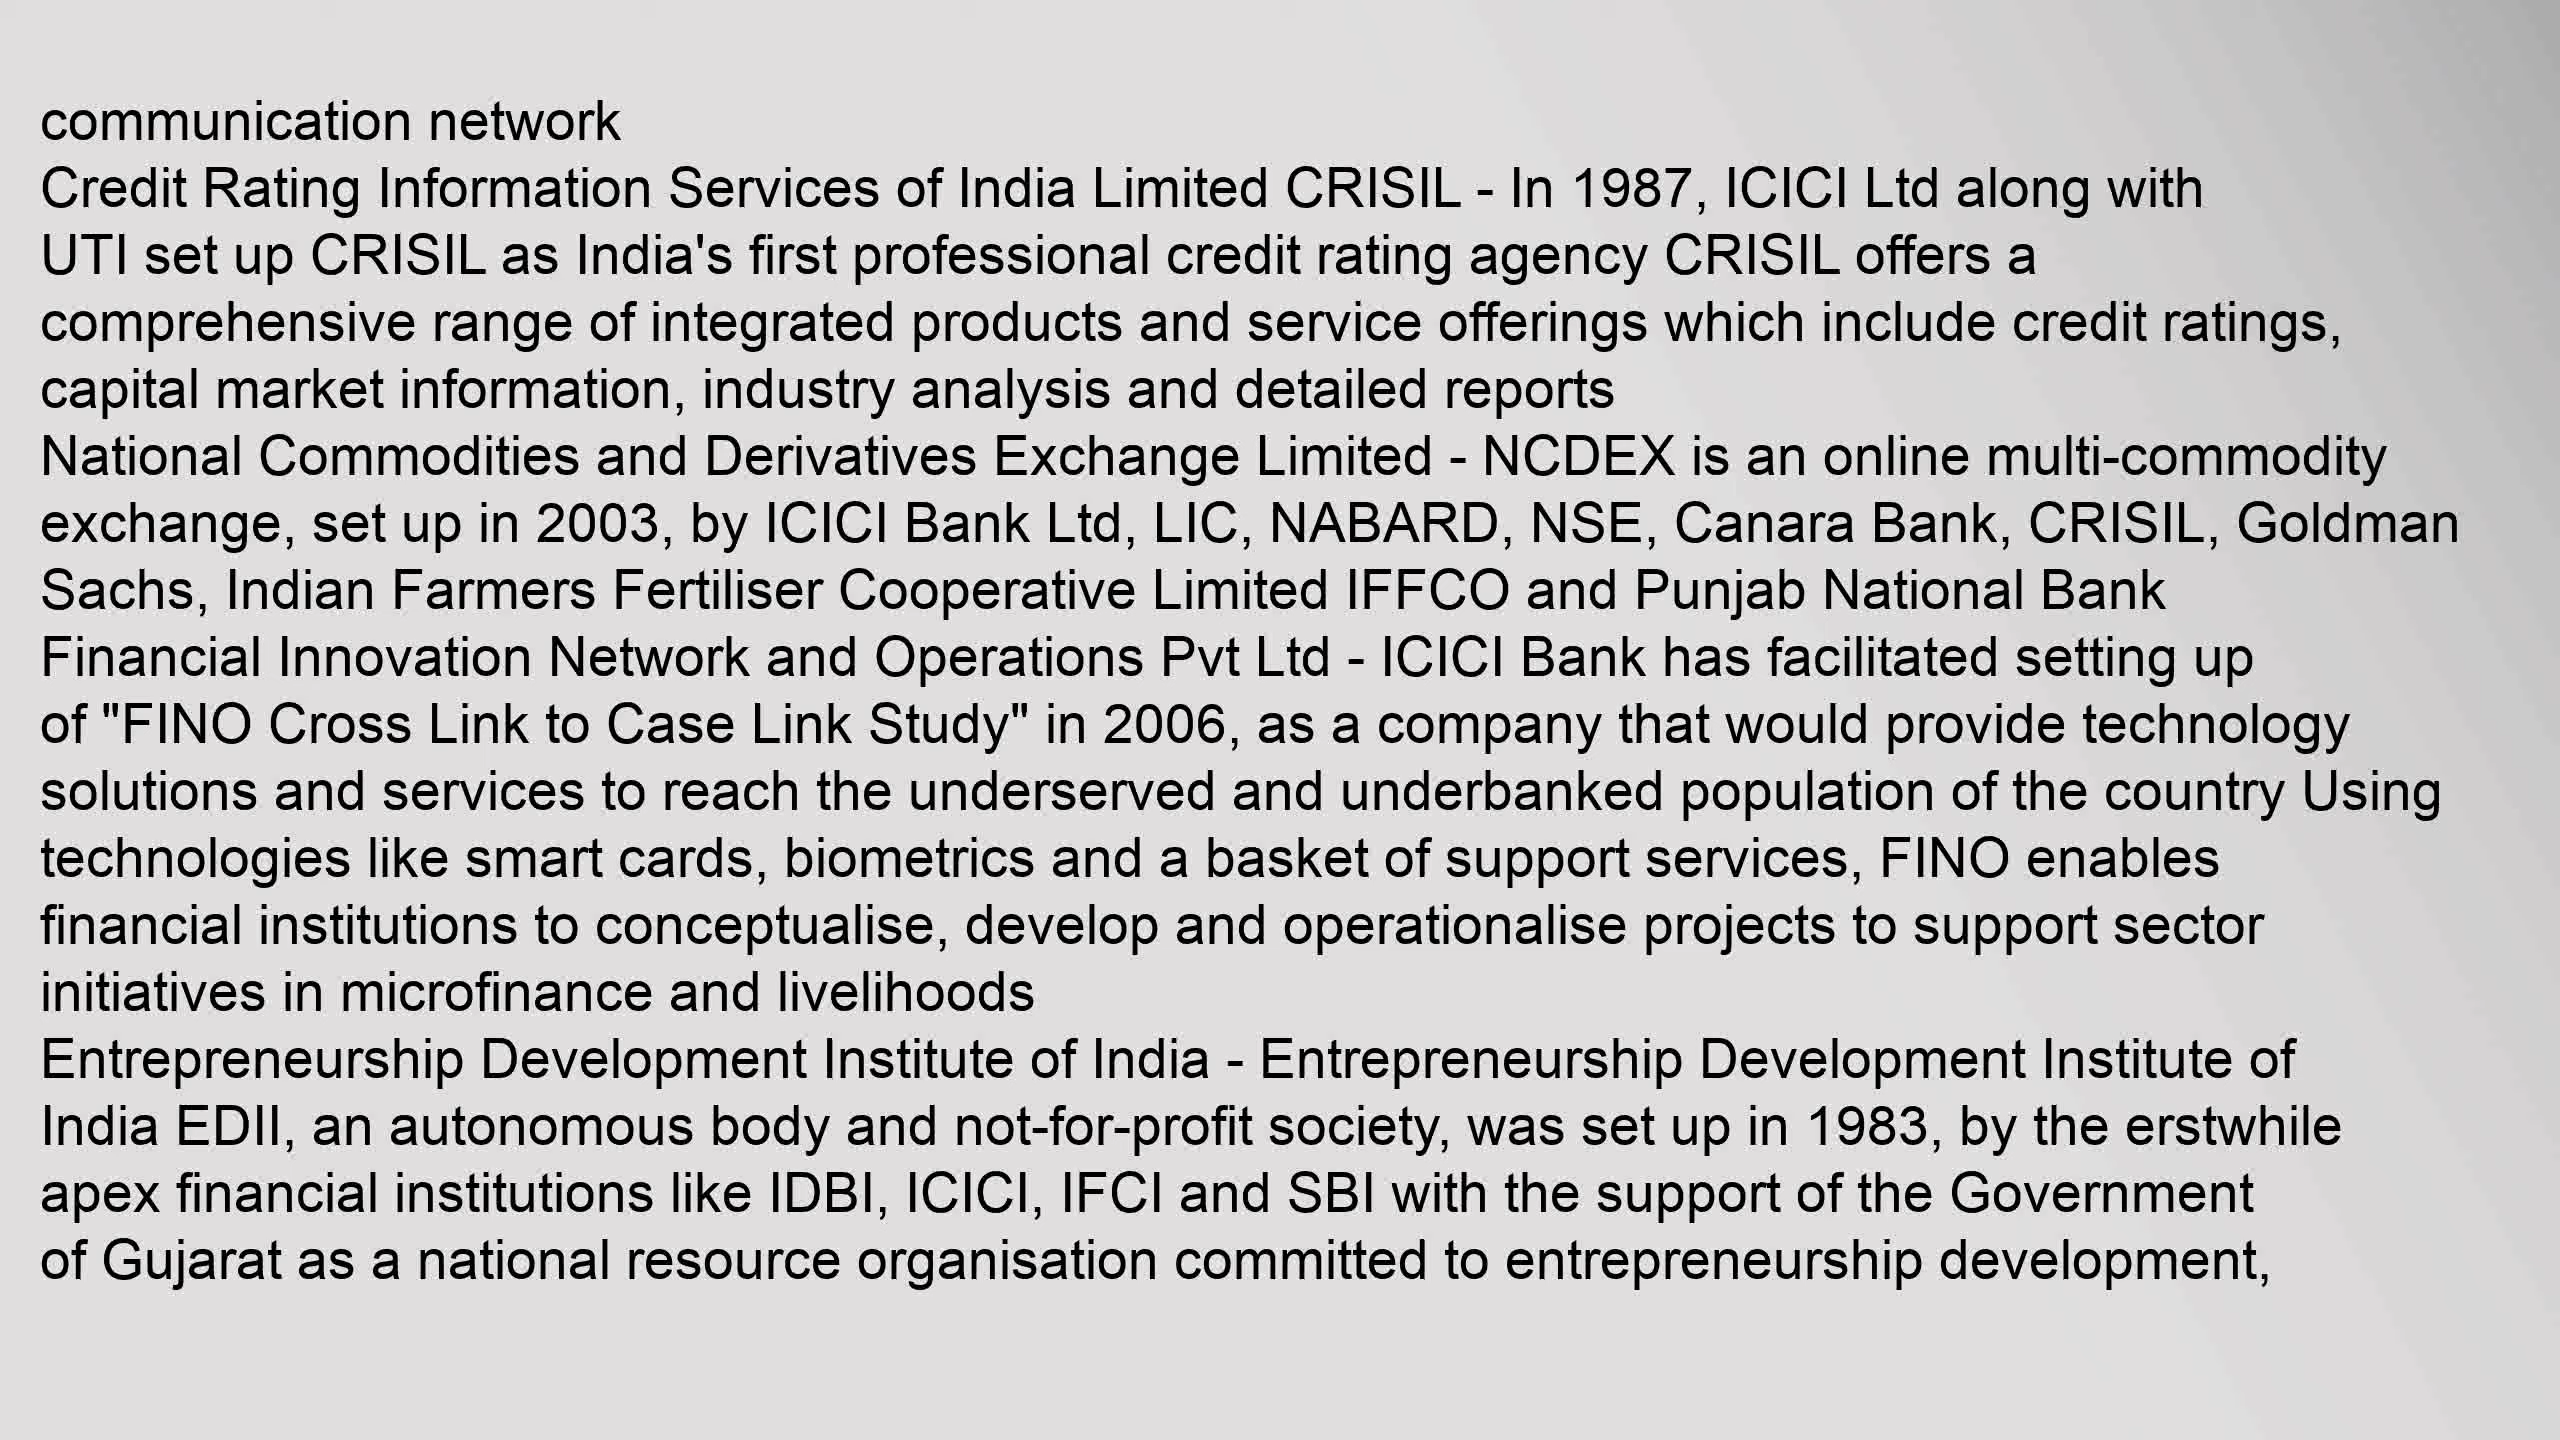 communication network
Credit Rating Information Services of India Limited CRISIL - In 1987, ICICI Ltd along with
UTI set up CRISIL as India's first professional credit rating agency CRISIL offers a
comprehensive range of integrated products and service offerings which include credit ratings,
capital market information, industry analysis and detailed reports
National Commodities and Derivatives Exchange Limited - NCDEX is an online multi-commodity
exchange, set up in 2003, by ICICI Bank Ltd, LIC, NABARD, NSE, Canara Bank, CRISIL, Goldman
Sachs, Indian Farmers Fertiliser Cooperative Limited IFFCO and Punjab National Bank
Financial Innovation Network and Operations Pvt Ltd - ICICI Bank has facilitated setting up
of "FINO Cross Link to Case Link Study" in 2006, as a company that would provide technology
solutions and services to reach the underserved and underbanked population of the country Using
technologies like smart cards, biometrics and a basket of support services, FINO enables
financial institutions to conceptualise, develop and operationalise projects to support sector
initiatives in microfinance and livelihoods
Entrepreneurship Development Institute of India - Entrepreneurship Development Institute of
India EDII, an autonomous body and not-for-profit society, was set up in 1983, by the erstwhile
apex financial institutions like IDBI, ICICI, IFCI and SBI with the support of the Government
of Gujarat as a national resource organisation committed to entrepreneurship development,